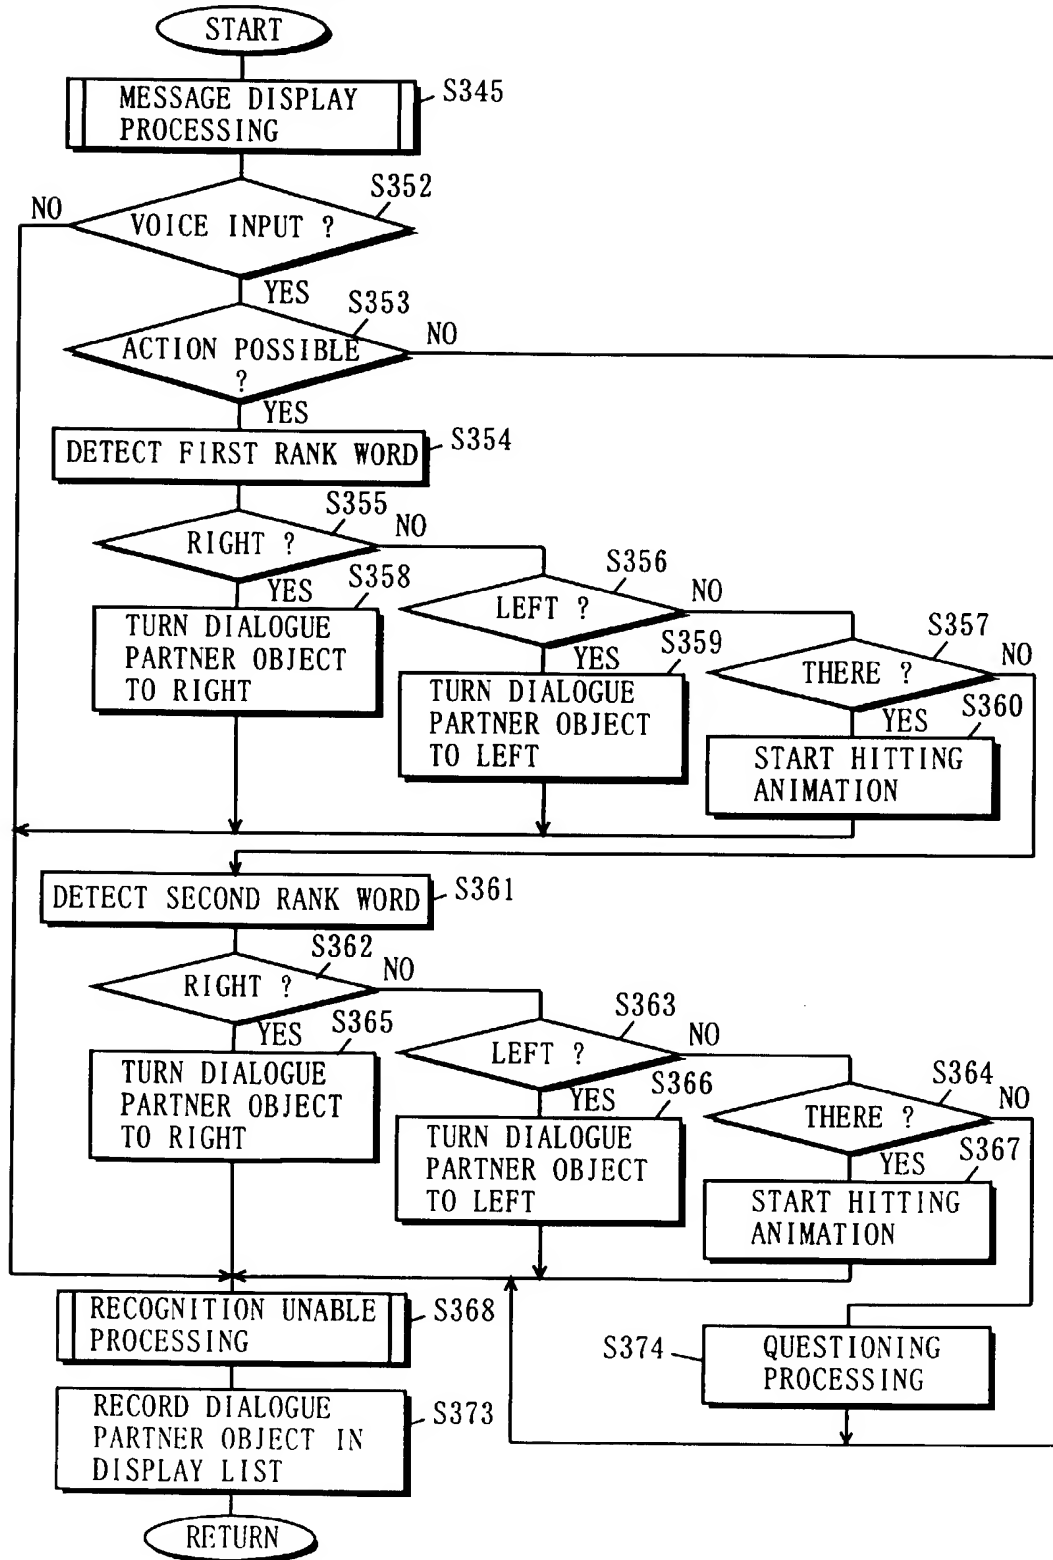 START
MESSAGE DISPLAY
PROCESSING
S345
S352
NO
VOICE INPUT ?
YES
S353
NO
ACTION POSSIBLE
?
YES
DETECT FIRST RANK WORD
S354
S355
NO
RIGHT ?
YES
S358
TURN DIALOGUE
PARTNER OBJECT
TO RIGHT
S356
NO
LEFT ?
YES
S359
TURN DIALOGUE
PARTNER OBJECT
TO LEFT
S357
NO
THERE ?
YES
S360
START HITTING
ANIMATION
DETECT SECOND RANK WORD
S361
S362
NO
RIGHT ?
YES
S365
TURN DIALOGUE
PARTNER OBJECT
TO RIGHT
S363
NO
LEFT ?
YES
S366
TURN DIALOGUE
PARTNER OBJECT
TO LEFT
S364
NO
THERE ?
YES
S367
START HITTING
ANIMATION
RECOGNITION UNABLE
PROCESSING
S368
S374
QUESTIONING
PROCESSING
RECORD DIALOGUE
PARTNER OBJECT IN
DISPLAY LIST
S373
RETURN